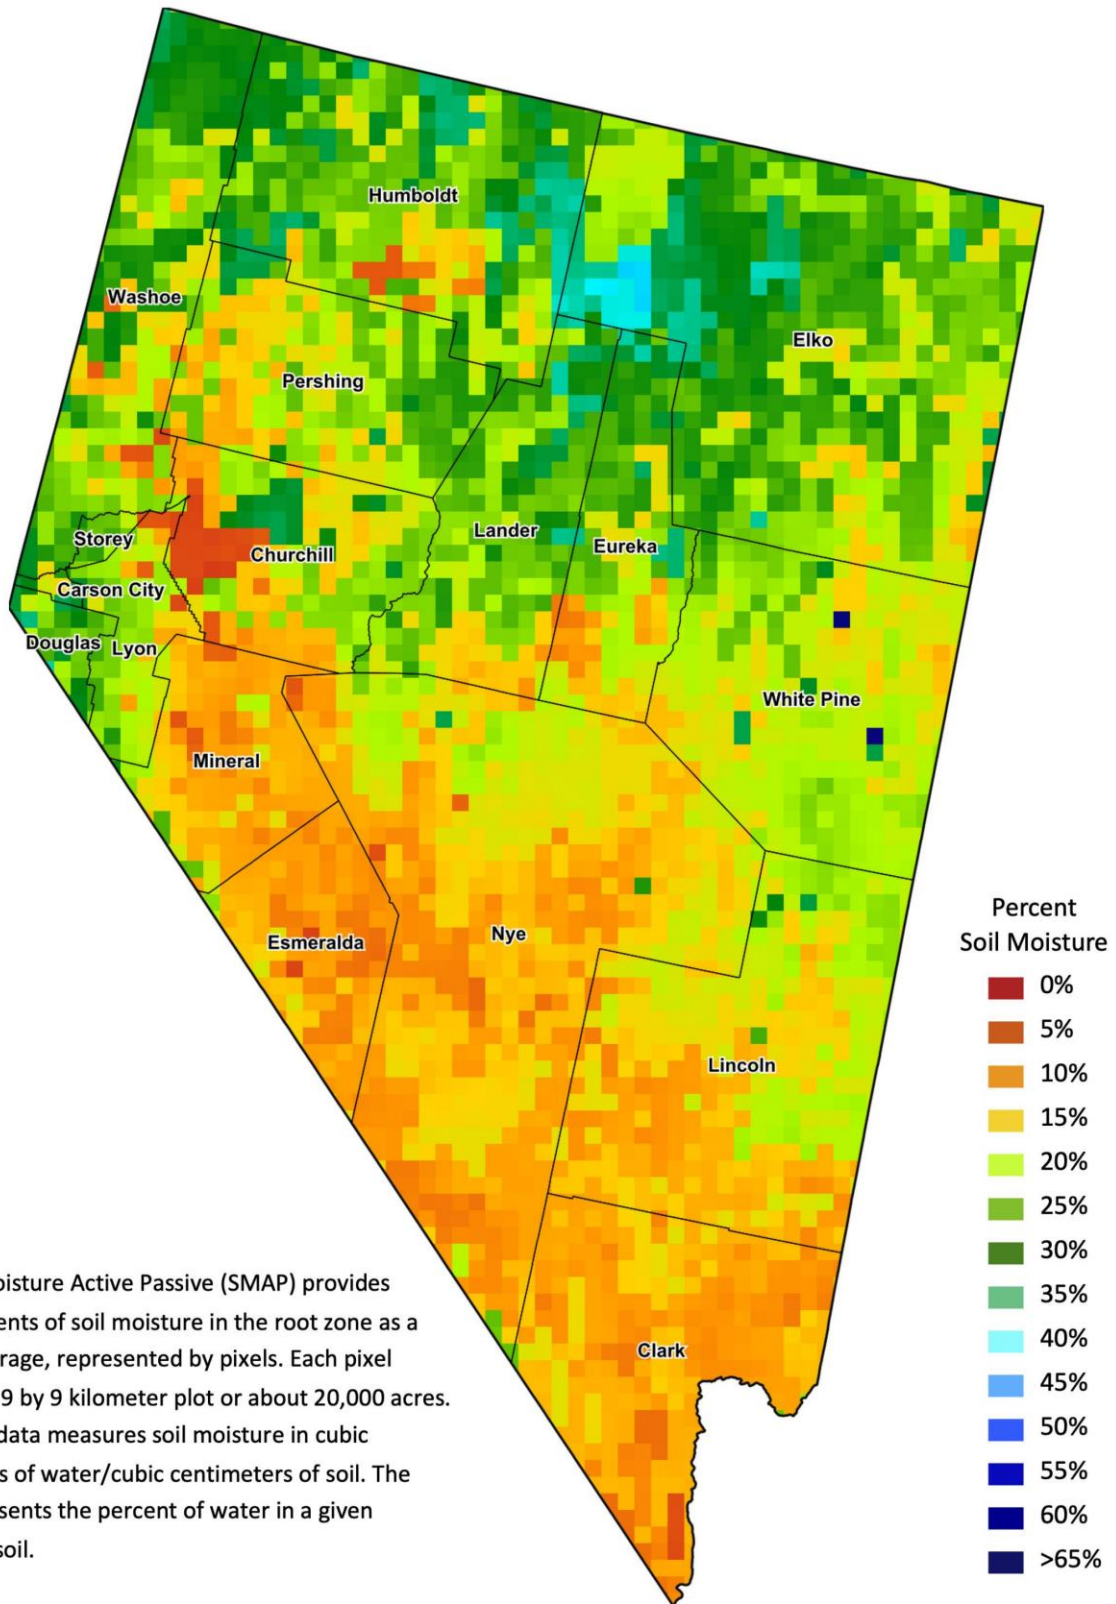 Humboldt
Washoe
Elko
Pershing
Storey
Churchill
Lander
Eureka
Carson City
Douglas
Lyon
White Pine
Mineral
Esmeralda
Nye
Lincoln
Clark
Percent
Soil Moisture
0%
5%
10%
15%
20%
25%
30%
35%
40%
45%
50%
55%
60%
>65%
oisture Active Passive (SMAP) provides
ents of soil moisture in the root zone as a
rage, represented by pixels. Each pixel
9 by 9 kilometer plot or about 20,000 acres.
data measures soil moisture in cubic
s of water/cubic centimeters of soil. The
sents the percent of water in a given
soil.